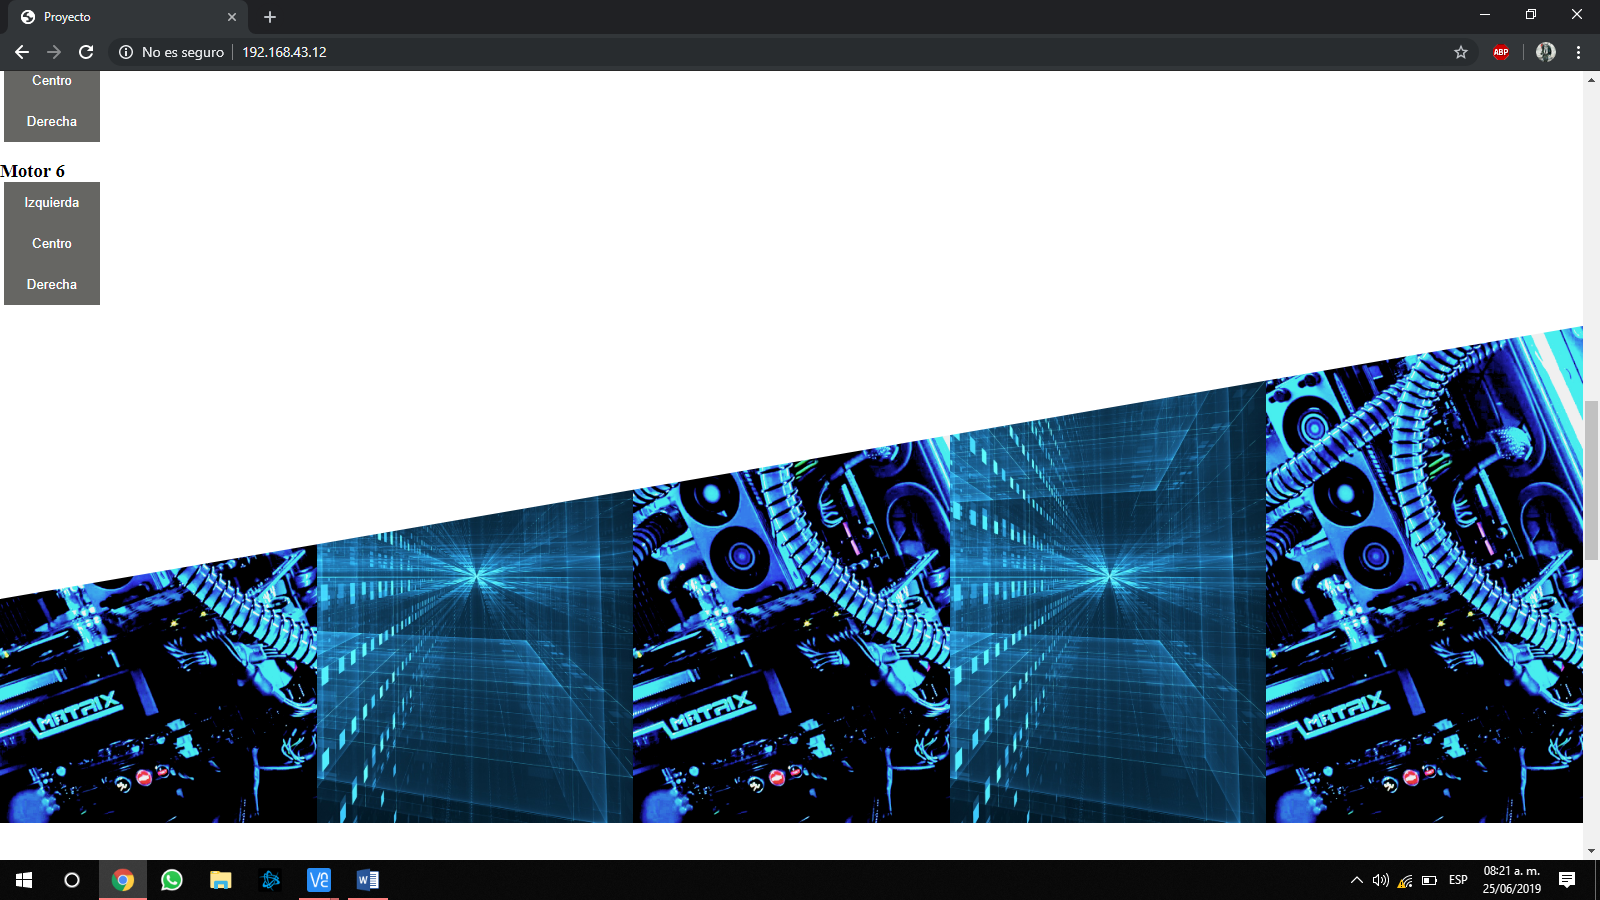 Proyecto
No es seguro 192.168.43.12
ABP
Centro
Derecha
Motor 6
Izquierda
Centro
Derecha
MATRIX
MATRIX
MATRIX
W
ESP
08:21 a. m.
25/06/2019